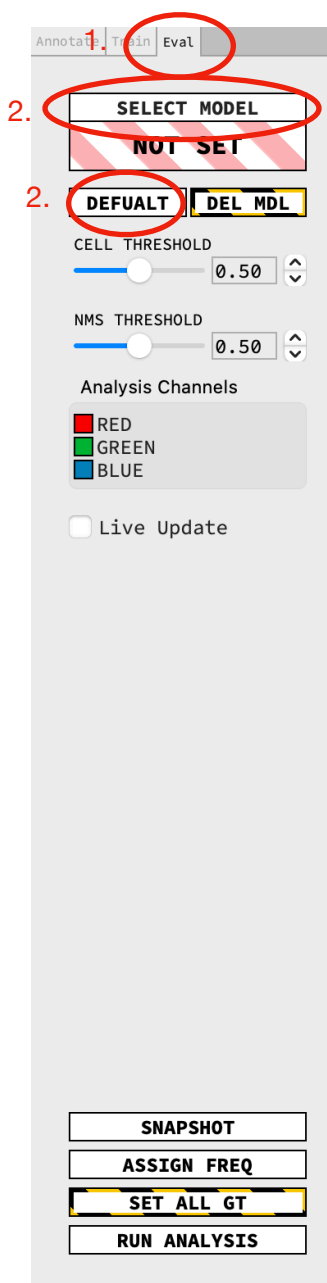 Annotate Train Eval
1.
2. SELECT MODEL
NOT SET
2. DEFUALT DEL MDL
CELL THRESHOLD
0.50
NMS THRESHOLD
0.50
Analysis Channels
RED
GREEN
BLUE
Live Update
SNAPSHOT
ASSIGN FREQ
SET ALL GT
RUN ANALYSIS